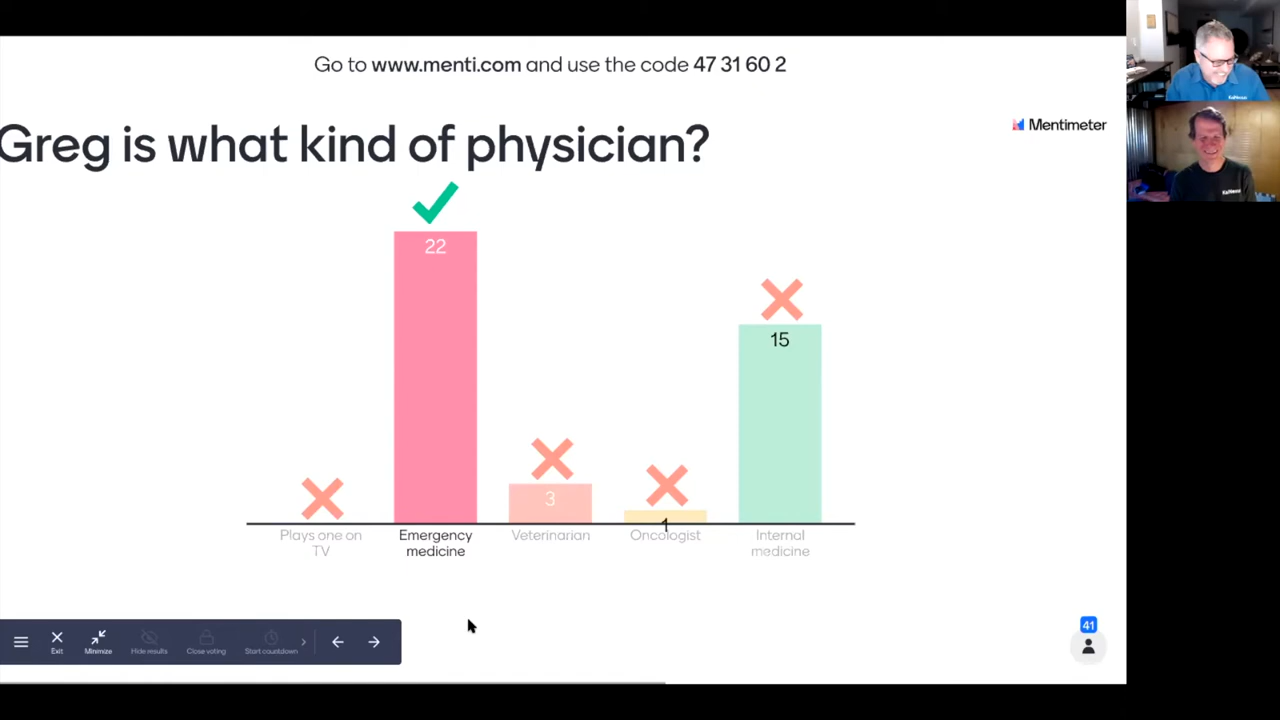 Go to www.menti.com and use the code 47 31 60 2
Greg is what kind of physician?
Mentimeter
22
15
3
1
Plays one on
TV
Emergency
medicine
Veterinarian
Oncologist
Internal
medicine
Exit
Minimize
Hide results
Close voting
Start countdown
41
KaiNexus
KaiNexus